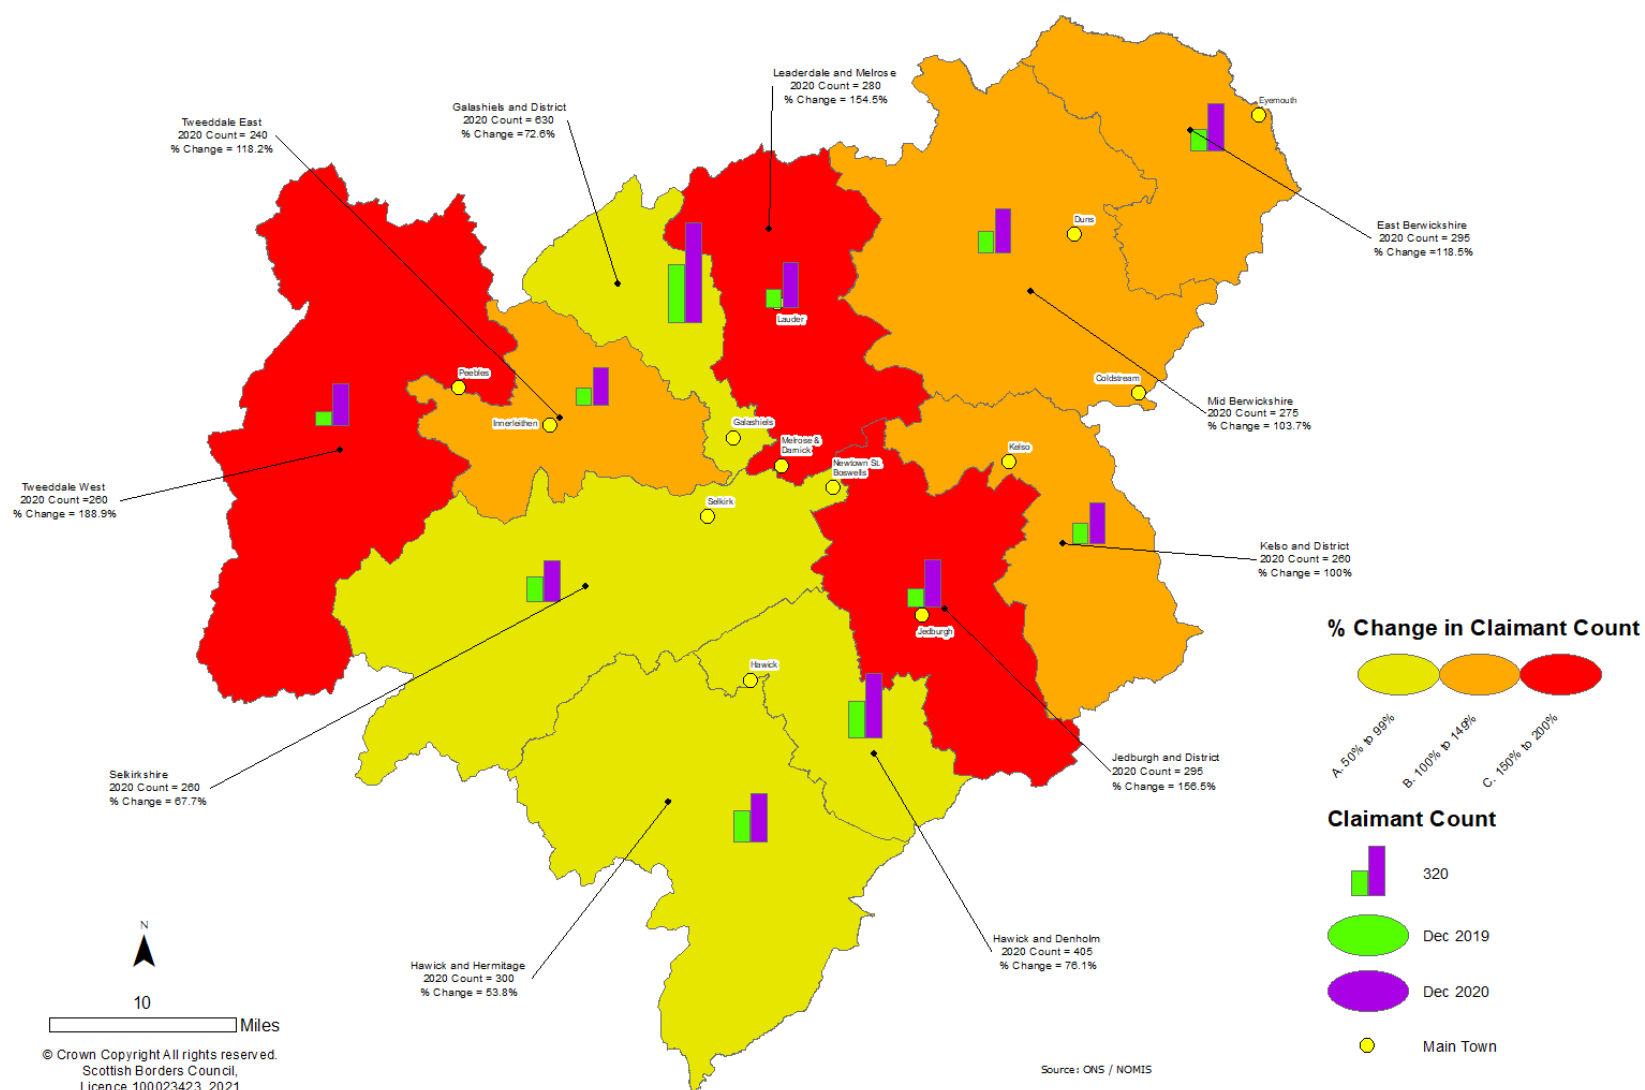 Leaderdale and Melrose
2020 Count = 280
% Change = 154.5%
Galashiels and District
2020 Count = 630
% Change =72.6%
Tweeddale East
2020 Count = 240
% Change = 118.2%
Eyemouth
East Berwickshire
2020 Count = 295
% Change =118.5%
Duns
Lauder
Peebles
Coldstream
Mid Berwickshire
2020 Count = 275
% Change = 103.7%
Innerleithen
Galashiels
Melrose &
Darnick
Kelso
Newtown St.
Boswells
Tweeddale West
2020 Count =260
% Change = 188.9%
Selkirk
Kelso and District
2020 Count = 260
% Change = 100%
Jedburgh
Hawick
Selkirkshire
2020 Count = 260
% Change = 67.7%
Jedburgh and District
2020 Count = 295
% Change = 156.5%
Hawick and Denholm
2020 Count = 405
% Change = 76.1%
Hawick and Hermitage
2020 Count = 300
% Change = 53.8%
% Change in Claimant Count
A. 50% to 99%
B. 100% to 149%
C. 150% to 200%
Claimant Count
320
Dec 2019
Dec 2020
Main Town
N
10
Miles
© Crown Copyright All rights reserved.
Scottish Borders Council,
Licence 100023423, 2021
Source: ONS / NOMIS